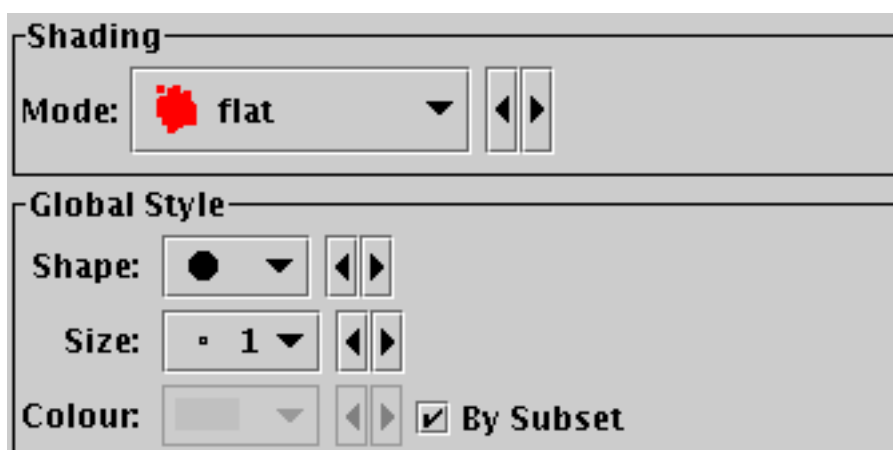 Shading
Mode: flat
Global Style
Shape:
Size: 1
Colour: By Subset